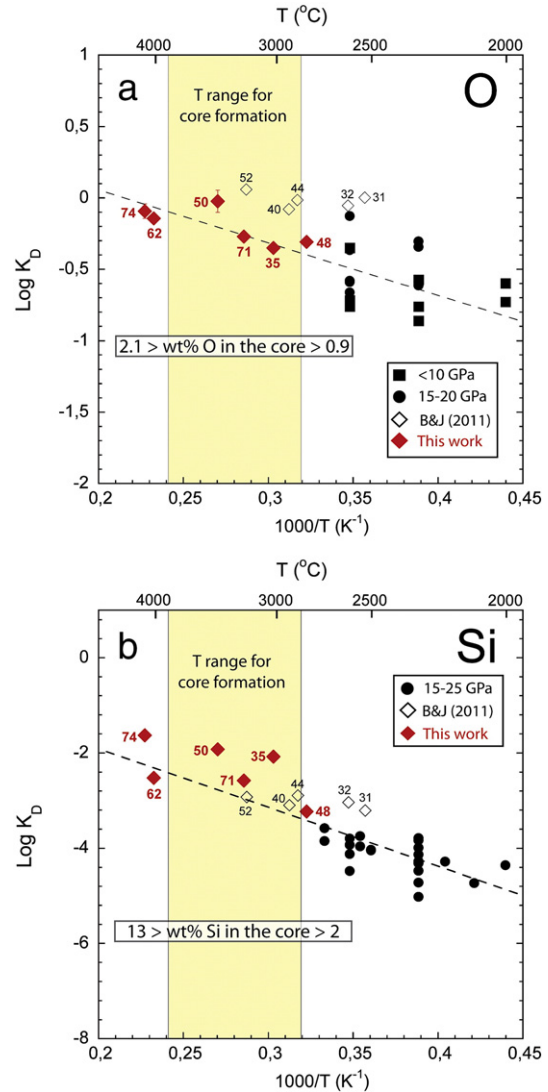 T (°C)
4000 3000 2500 2000
a
T range for
core formation
O
1
0,5
0
-0,5
-1
-1,5
-2
Log K_D
74
62
50
52
71
40
44
35
48
32
31
2.1 > wt% O in the core > 0.9
<10 GPa
15-20 GPa
B&J (2011)
This work
0,2 0,25 0,3 0,35 0,4 0,45
1000/T (K⁻¹)
T (°C)
4000 3000 2500 2000
b
T range for
core formation
Si
15-25 GPa
B&J (2011)
This work
0
-2
-4
-6
-8
Log K_D
74
62
50
71
52
35
40
44
48
32
31
13 > wt% Si in the core > 2
0,2 0,25 0,3 0,35 0,4 0,45
1000/T (K⁻¹)